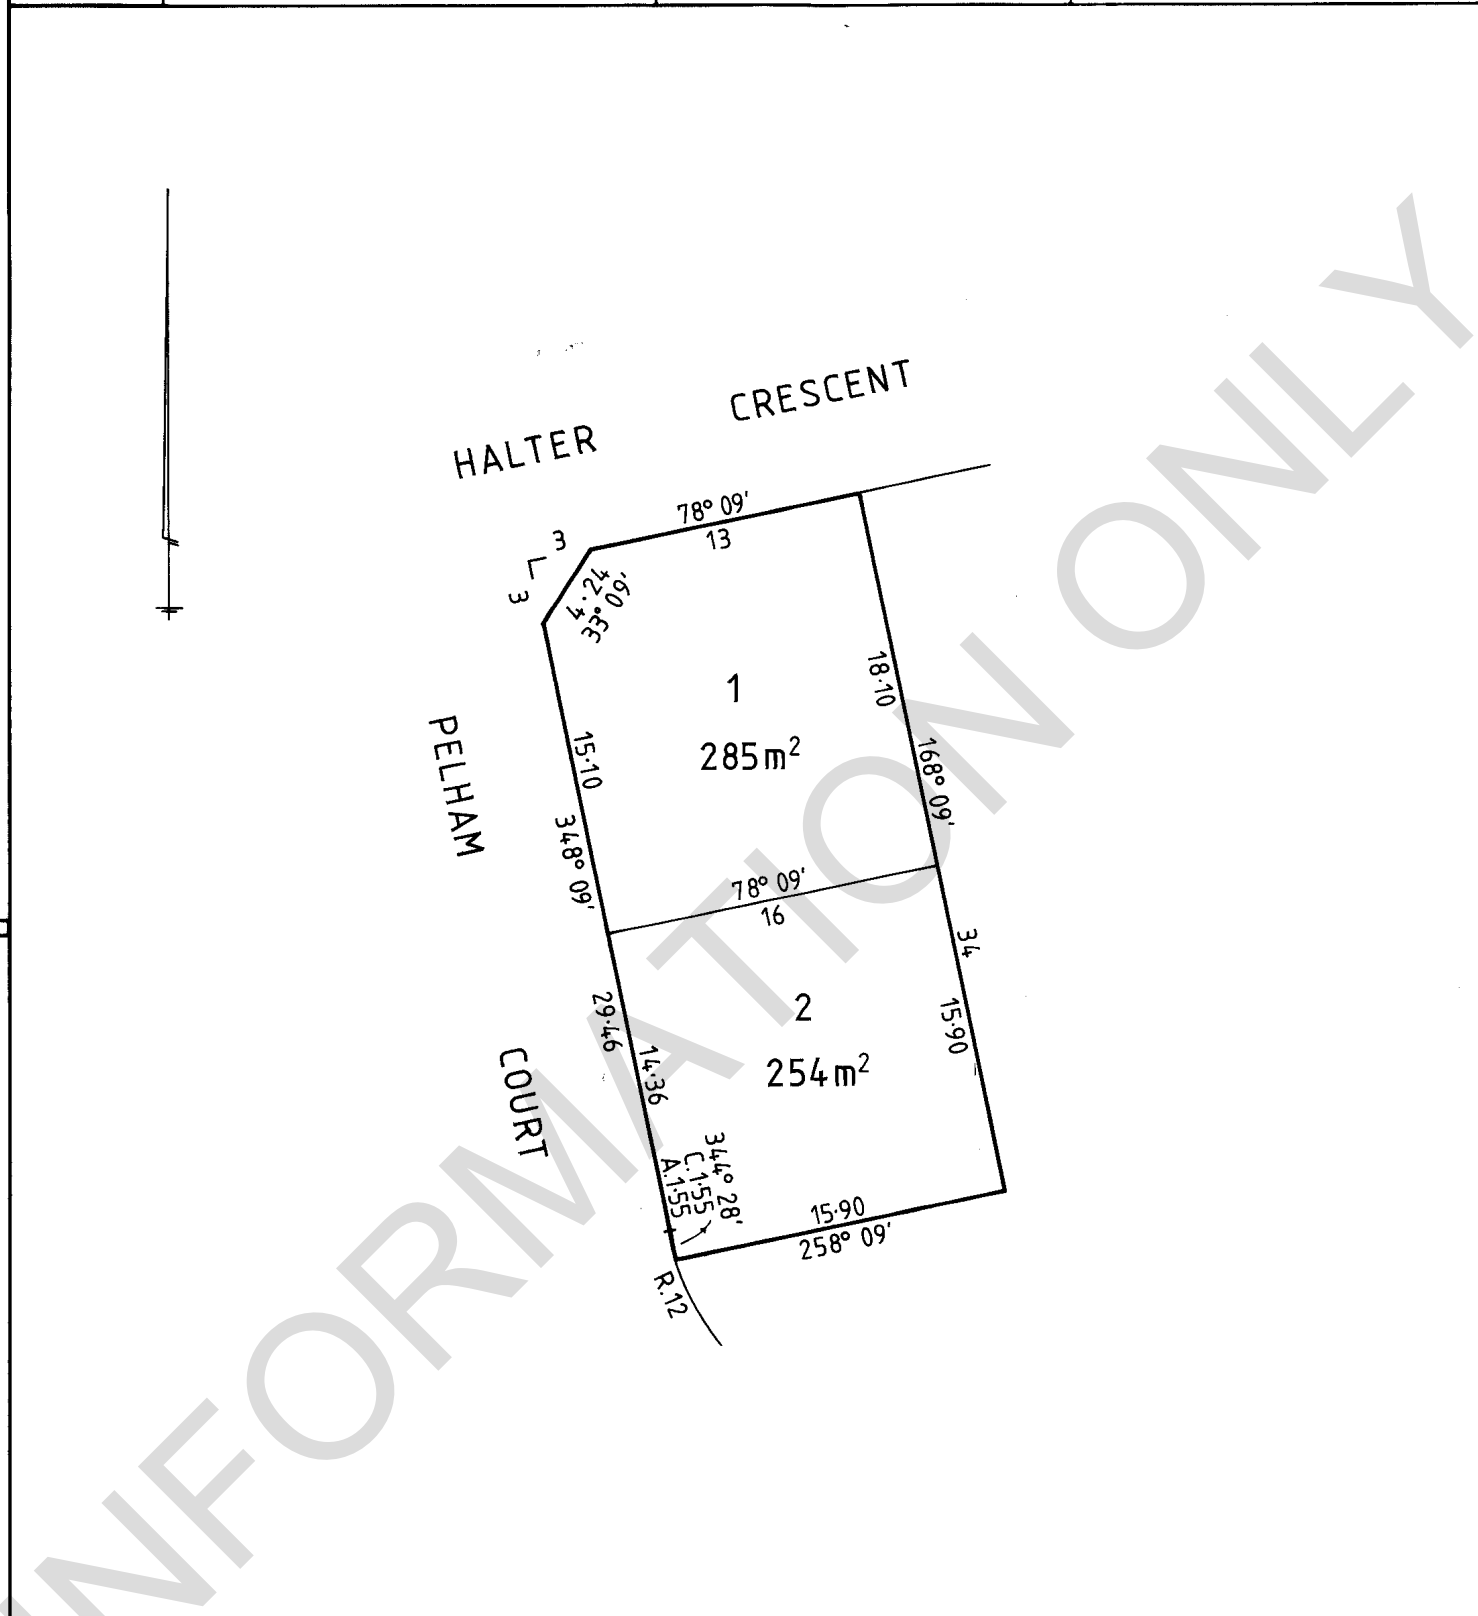 HALTER CRESCENT
78° 09'
13
3
3
4·24
33° 09'
1
285m²
18·10
168° 09'
15·10
348° 09'
PELHAM
78° 09'
16
34
2
254m²
15·90
29·46
14·36
COURT
344° 28'
C.1·55
A.1·55
15·90
258° 09'
R.12
INFORMATION ONLY